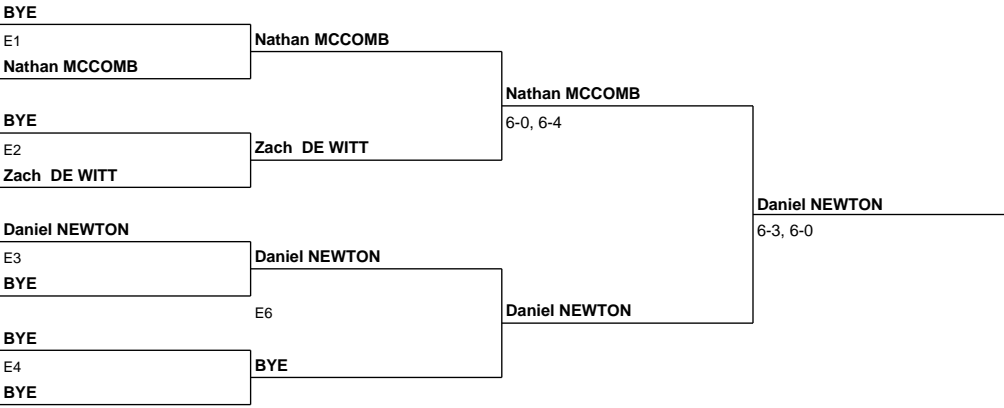 BYE
E1
Nathan MCCOMB
Nathan MCCOMB
BYE
E2
Zach  DE WITT
Zach  DE WITT
Nathan MCCOMB
6-0, 6-4
Daniel NEWTON
E3
BYE
Daniel NEWTON
E6
BYE
E4
BYE
BYE
Daniel NEWTON
Daniel NEWTON
6-3, 6-0